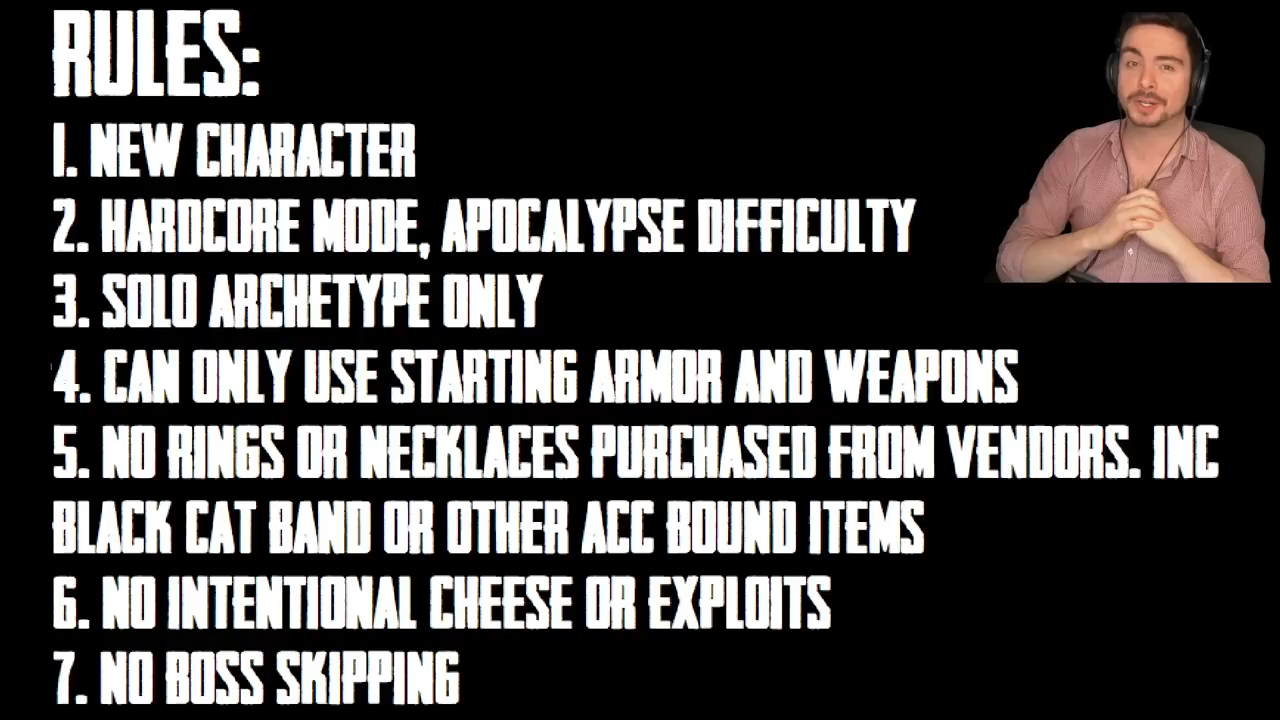 RULES:
1. NEW CHARACTER
2. HARDCORE MODE, APOCALYPSE DIFFICULTY
3. SOLO ARCHETYPE ONLY
4. CAN ONLY USE STARTING ARMOR AND WEAPONS
5. NO RINGS OR NECKLACES PURCHASED FROM VENDORS. INC
BLACK CAT BAND OR OTHER ACC BOUND ITEMS
6. NO INTENTIONAL CHEESE OR EXPLOITS
7. NO BOSS SKIPPING